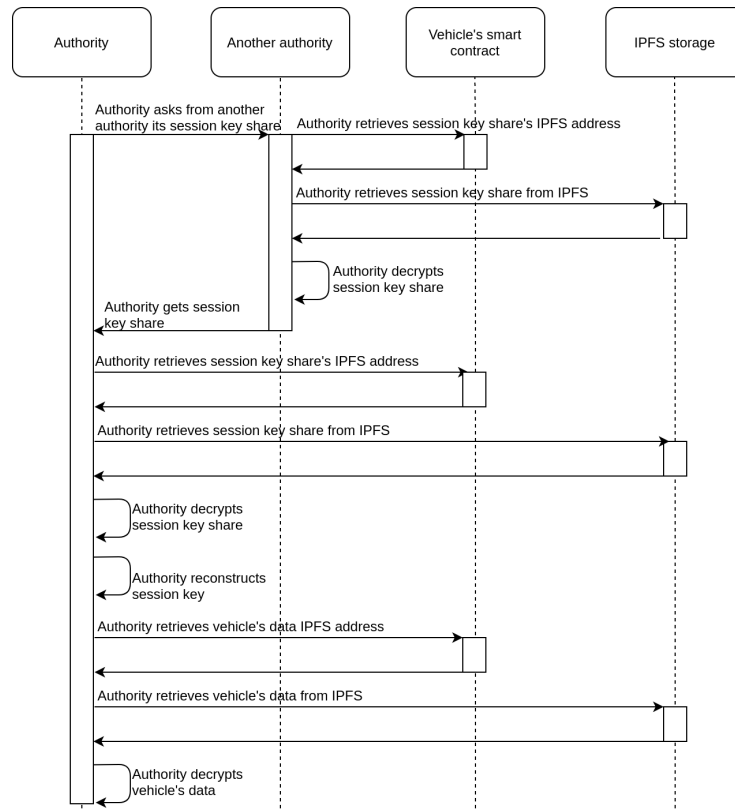 Authority
Another authority
Vehicle's smart
contract
IPFS storage
Authority asks from another
authority its session key share
Authority retrieves session key share's IPFS address
Authority retrieves session key share from IPFS
Authority decrypts
session key share
Authority gets session
key share
Authority retrieves session key share's IPFS address
Authority retrieves session key share from IPFS
Authority decrypts
session key share
Authority reconstructs
session key
Authority retrieves vehicle's data IPFS address
Authority retrieves vehicle's data from IPFS
Authority decrypts
vehicle's data